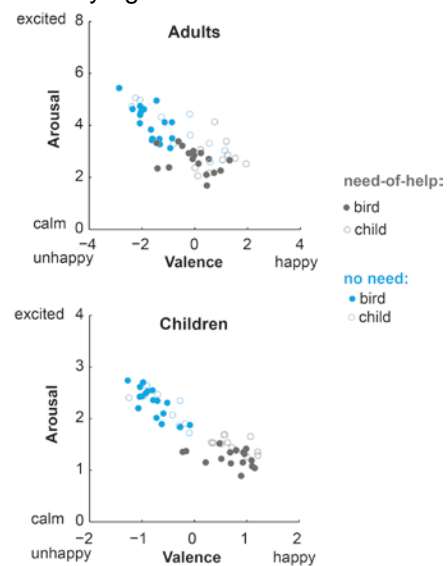 excited 8
Adults
6
4
2
calm 0
−4 −2 0 2 4
unhappy Valence happy
Arousal
need-of-help:
bird
child
no need:
bird
child
excited 4
Children
3
2
1
calm 0
−2 −1 0 1 2
unhappy Valence happy
Arousal